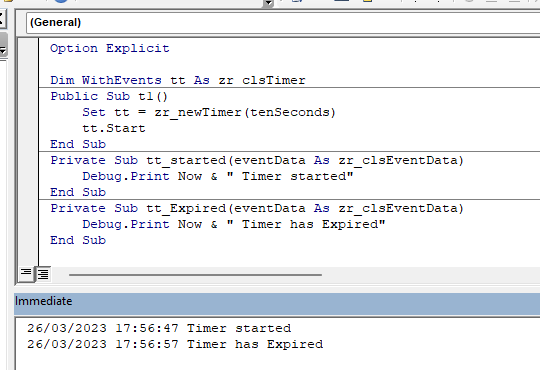 (General)
Option Explicit
Dim WithEvents tt As zr clsTimer
Public Sub t1()
Set tt = zr_newTimer(tenSeconds)
tt.Start
End Sub
Private Sub tt_started(eventData As zr_clsEventData)
Debug.Print Now & " Timer started"
End Sub
Private Sub tt_Expired(eventData As zr_clsEventData)
Debug.Print Now & " Timer has Expired"
End Sub
Immediate
26/03/2023 17:56:47 Timer started
26/03/2023 17:56:57 Timer has Expired